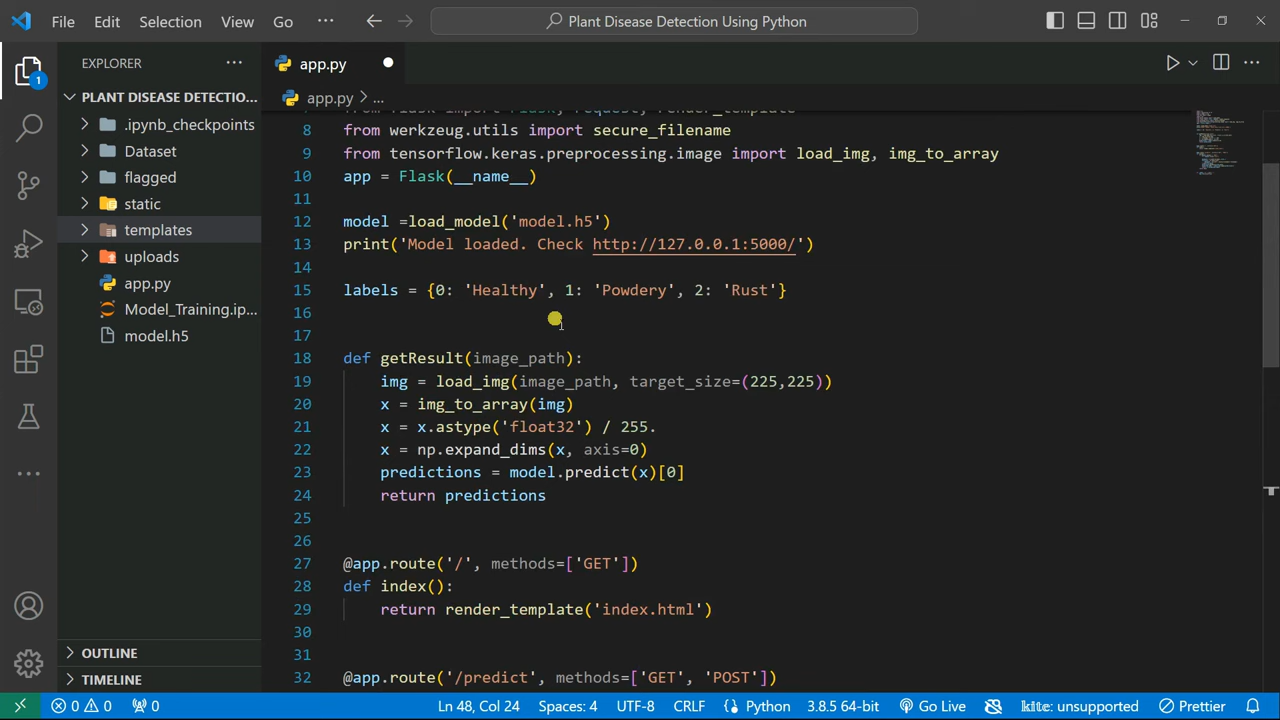 File Edit Selection View Go ··· Plant Disease Detection Using Python
EXPLORER ···
app.py
PLANT DISEASE DETECTIO...
.ipynb_checkpoints
Dataset
flagged
static
templates
uploads
app.py
Model_Training.ip...
model.h5
OUTLINE
TIMELINE
1
app.py > ...
from flask import Flask, request, render_template
8 from werkzeug.utils import secure_filename
9 from tensorflow.keras.preprocessing.image import load_img, img_to_array
10 app = Flask(__name__)
11
12 model =load_model('model.h5')
13 print('Model loaded. Check http://127.0.0.1:5000/')
14
15 labels = {0: 'Healthy', 1: 'Powdery', 2: 'Rust'}
16
17
18 def getResult(image_path):
19 img = load_img(image_path, target_size=(225,225))
20 x = img_to_array(img)
21 x = x.astype('float32') / 255.
22 x = np.expand_dims(x, axis=0)
23 predictions = model.predict(x)[0]
24 return predictions
25
26
27 @app.route('/', methods=['GET'])
28 def index():
29 return render_template('index.html')
30
31
32 @app.route('/predict', methods=['GET', 'POST'])
0 0 0 Ln 48, Col 24 Spaces: 4 UTF-8 CRLF Python 3.8.5 64-bit Go Live kite: unsupported Prettier